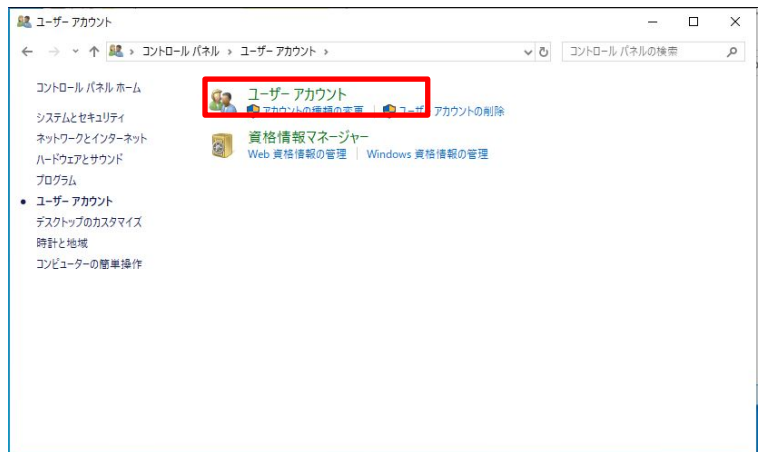 ユーザー アカウント
コントロール パネル › ユーザー アカウント ›
コントロール パネルの検索
コントロール パネル ホーム
システムとセキュリティ
ネットワークとインターネット
ハードウェアとサウンド
プログラム
ユーザー アカウント
デスクトップのカスタマイズ
時計と地域
コンピューターの簡単操作
ユーザー アカウント
アカウントの種類の変更 | ユーザー アカウントの削除
資格情報マネージャー
Web 資格情報の管理 | Windows 資格情報の管理